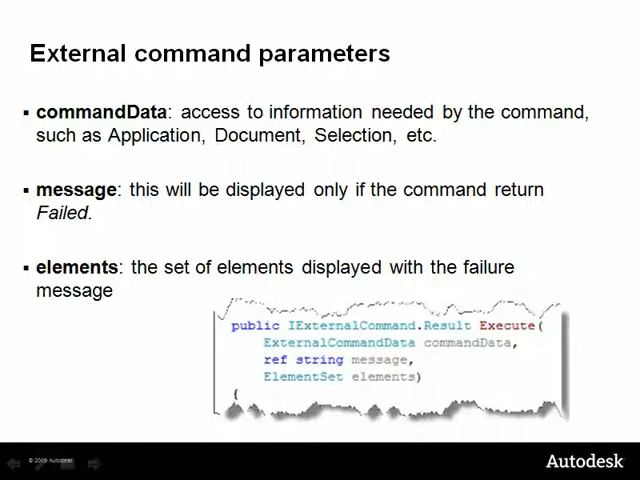 External command parameters
▪ commandData: access to information needed by the command,
such as Application, Document, Selection, etc.
▪ message: this will be displayed only if the command return
Failed.
▪ elements: the set of elements displayed with the failure
message
public IExternalCommand.Result Execute(
ExternalCommandData commandData,
ref string message,
ElementSet elements)
{
© 2009 Autodesk
Autodesk